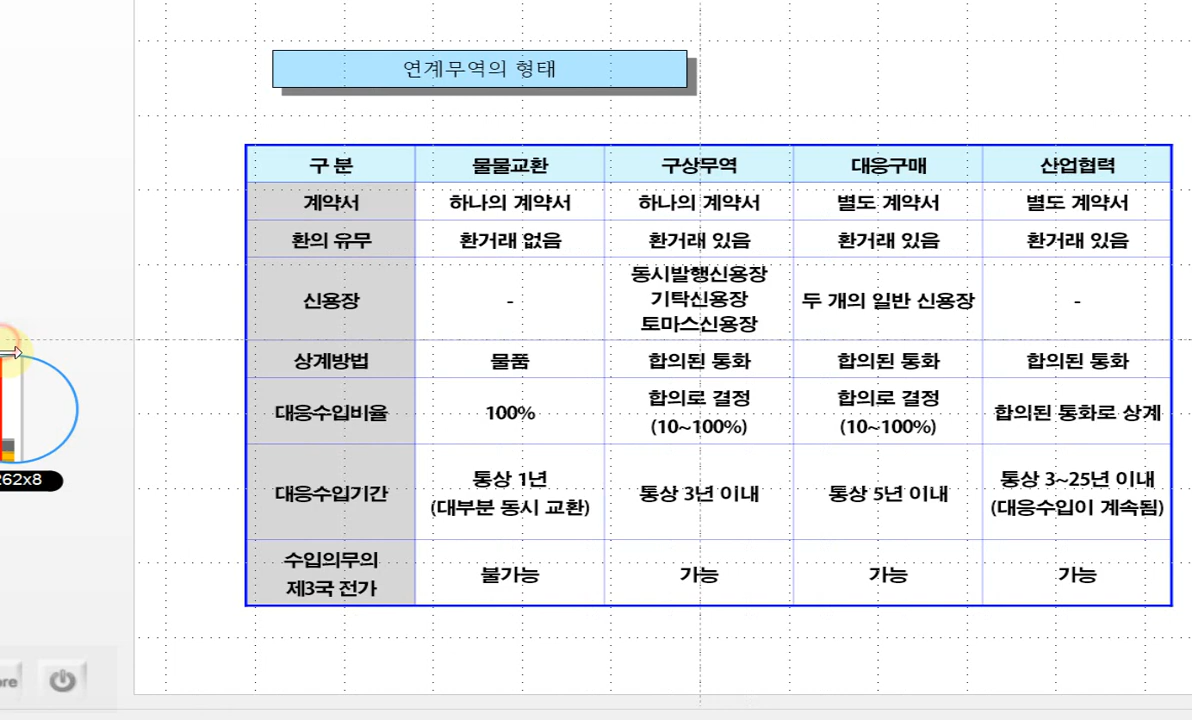 연계무역의 형태
구 분 물물교환 구상무역 대응구매 산업협력
계약서 하나의 계약서 하나의 계약서 별도 계약서 별도 계약서
환의 유무 환거래 없음 환거래 있음 환거래 있음 환거래 있음
동시발행신용장
신용장 - 기탁신용장 두 개의 일반 신용장 -
토마스신용장
상계방법 물품 합의된 통화 합의된 통화 합의된 통화
대응수입비율 100% 합의로 결정 합의로 결정 합의된 통화로 상계
(10~100%) (10~100%)
대응수입기간 통상 1년 통상 3년 이내 통상 5년 이내 통상 3~25년 이내
(대부분 동시 교환) (대응수입이 계속됨)
수입의무의 불가능 가능 가능 가능
제3국 전가
262x8